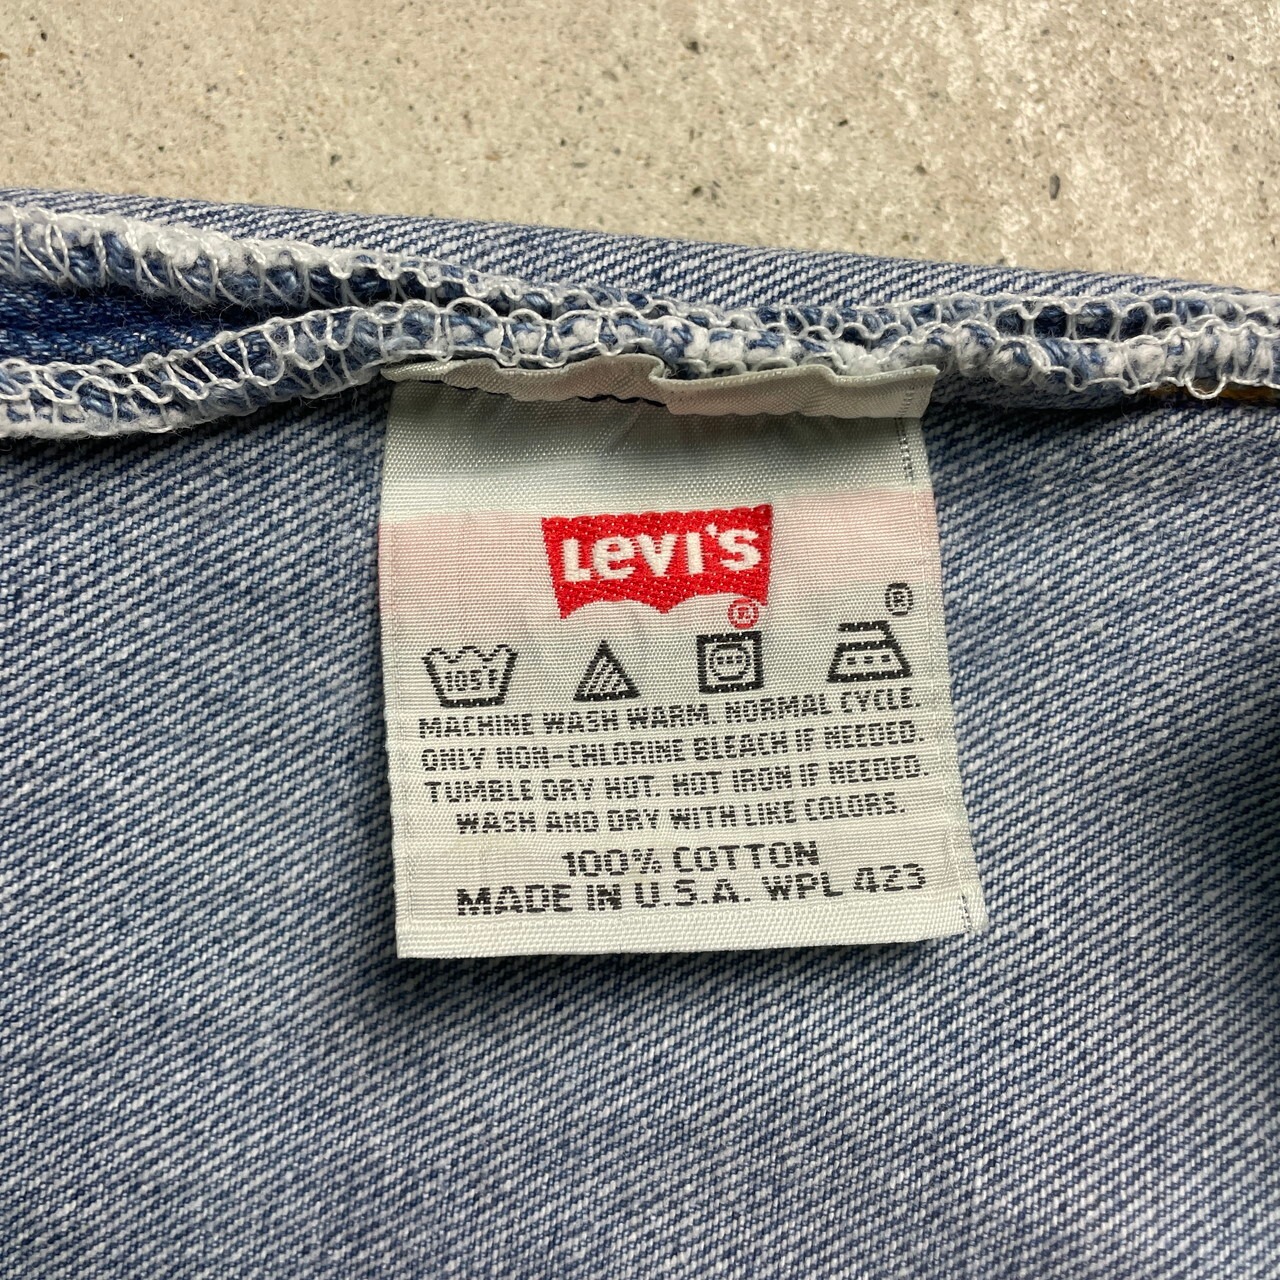 Levi's
®
®
105F
MACHINE WASH WARM. NORMAL CYCLE.
ONLY NON-CHLORINE BLEACH IF NEEDED.
TUMBLE DRY HOT. HOT IRON IF NEEDED.
WASH AND DRY WITH LIKE COLORS.
100% COTTON
MADE IN U.S.A. WPL 423